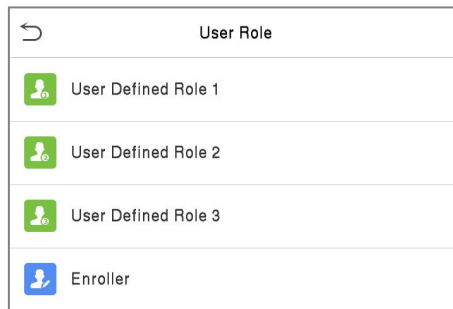 User Role
User Defined Role 1
User Defined Role 2
User Defined Role 3
Enroller